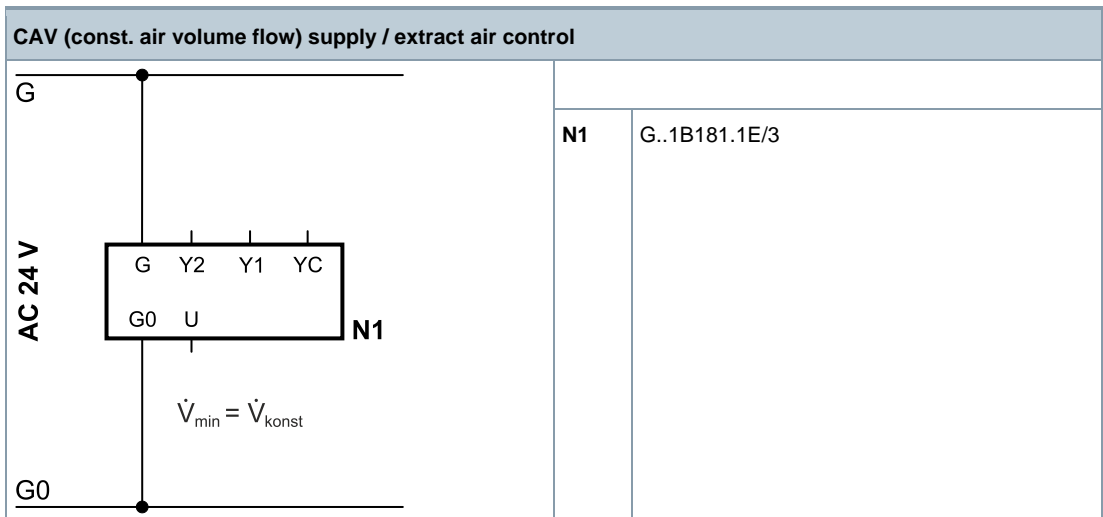 CAV (const. air volume flow) supply / extract air control
G
N1 G..1B181.1E/3
AC 24 V
G Y2 Y1 YC
G0 U
N1
V̇min = V̇konst
G0